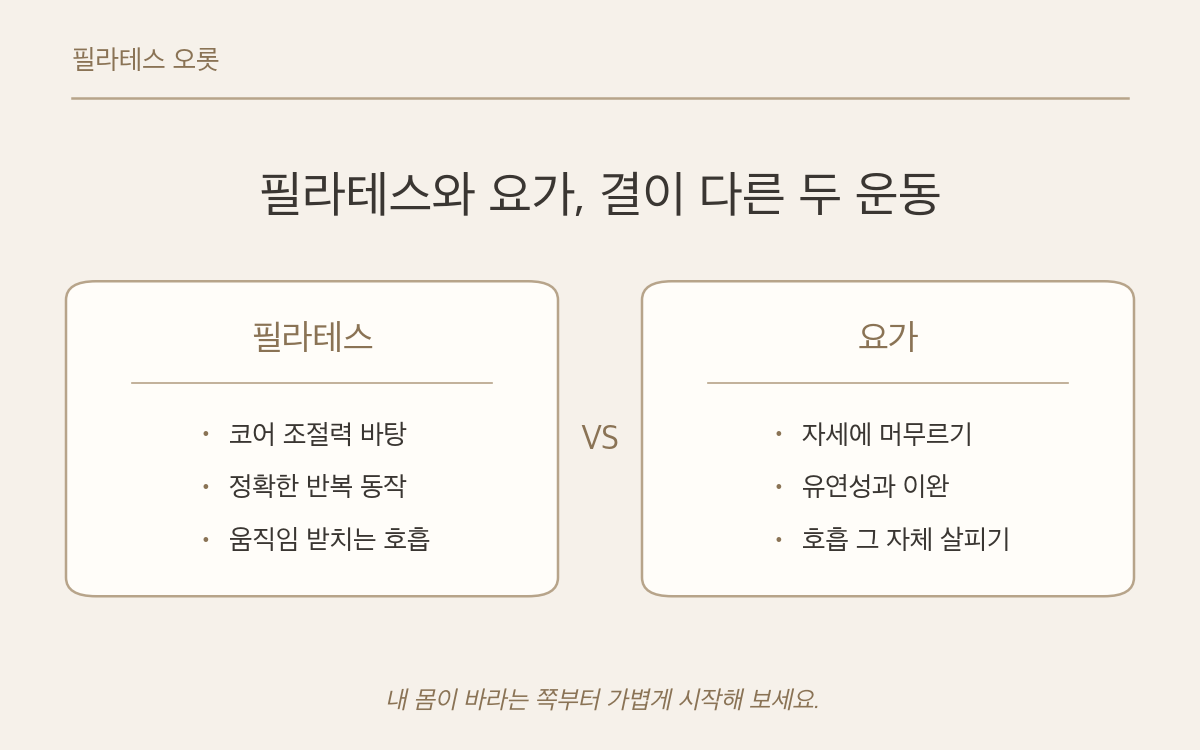 필라테스 오롯
필라테스와 요가, 결이 다른 두 운동
필라테스
• 코어 조절력 바탕
• 정확한 반복 동작
• 움직임 받치는 호흡
VS
요가
• 자세에 머무르기
• 유연성과 이완
• 호흡 그 자체 살피기
내 몸이 바라는 쪽부터 가볍게 시작해 보세요.